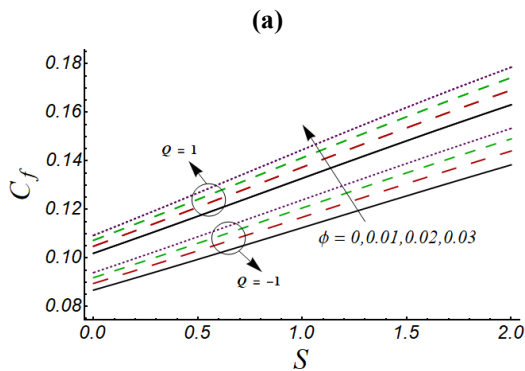 (a)
0.18
0.16
0.14
0.12
0.10
0.08
C_f
Q = 1
Q = -1
ϕ = 0,0.01,0.02,0.03
0.0 0.5 1.0 1.5 2.0
S